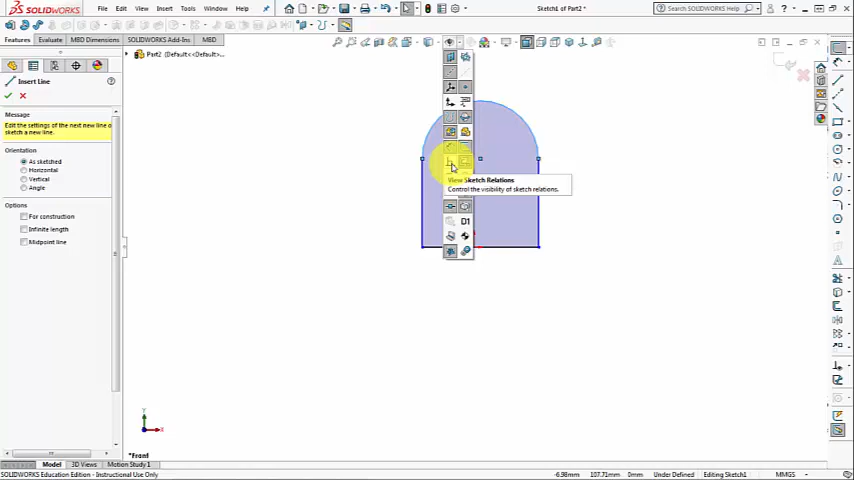 SOLIDWORKS File Edit View Insert Tools Window Help
Sketch1 of Part2 *
Search SOLIDWORKS Help
Features Evaluate MBD Dimensions SOLIDWORKS Add-Ins MBD
Part2 (Default<<Default>...
Insert Line
Message
Edit the settings of the next new line or
sketch a new line.
Orientation
As sketched
Horizontal
Vertical
Angle
Options
For construction
Infinite length
Midpoint line
View Sketch Relations
Control the visibility of sketch relations.
D1
Y
X
*Front
Model 3D Views Motion Study 1
SOLIDWORKS Education Edition - Instructional Use Only
-6.98mm 107.71mm 0mm Under Defined Editing Sketch1 MMGS